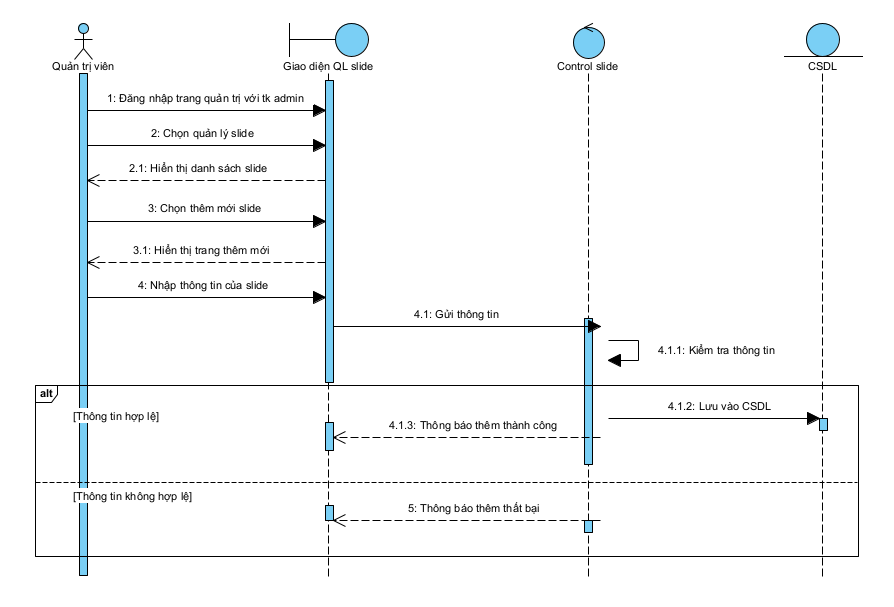 Quản trị viên
Giao diện QL slide
Control slide
CSDL
1: Đăng nhập trang quản trị với tk admin
2: Chọn quản lý slide
2.1: Hiển thị danh sách slide
3: Chọn thêm mới slide
3.1: Hiển thị trang thêm mới
4: Nhập thông tin của slide
4.1: Gửi thông tin
4.1.1: Kiểm tra thông tin
alt
[Thông tin hợp lệ]
4.1.2: Lưu vào CSDL
4.1.3: Thông báo thêm thành công
[Thông tin không hợp lệ]
5: Thông báo thêm thất bại